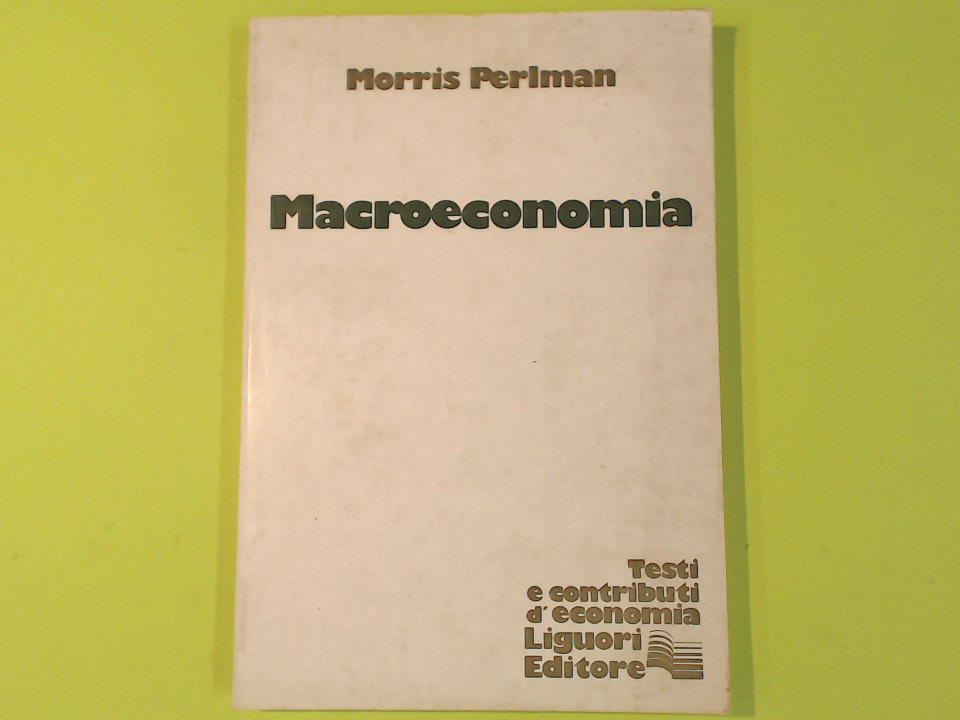 Morris Perlman
Macroeconomia
Testi
e contributi
d'economia
Liguori
Editore